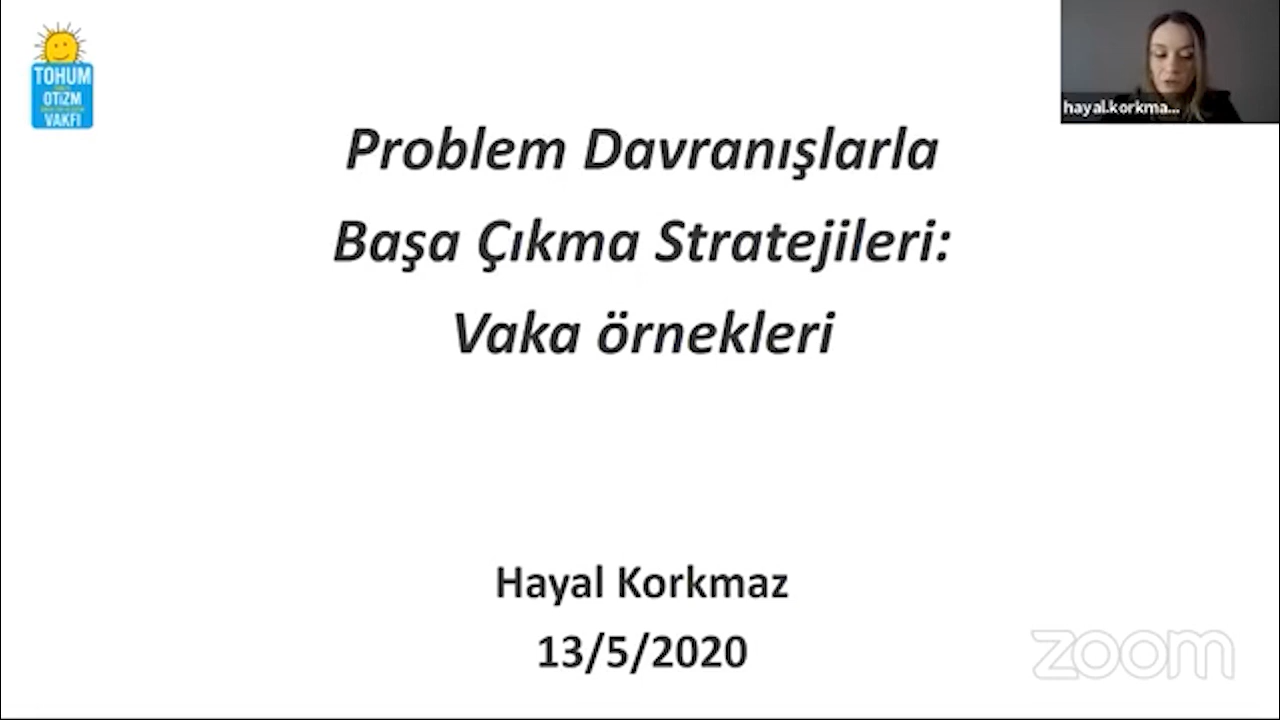 TOHUM
OTİZM
VAKFI
hayal.korkma...
Problem Davranışlarla
Başa Çıkma Stratejileri:
Vaka örnekleri
Hayal Korkmaz
13/5/2020
zoom